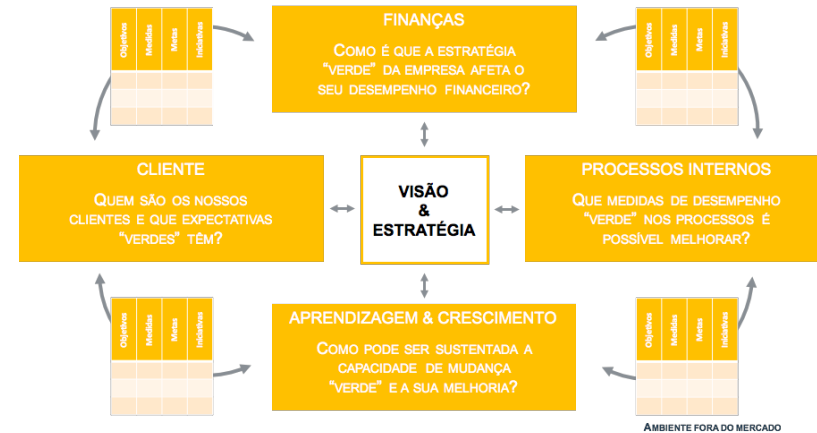 FINANÇAS
COMO É QUE A ESTRATÉGIA
"VERDE" DA EMPRESA AFETA O
SEU DESEMPENHO FINANCEIRO?
Objetivos
Medidas
Metas
Iniciativas
Objetivos
Medidas
Metas
Iniciativas
CLIENTE
QUEM SÃO OS NOSSOS
CLIENTES E QUE EXPECTATIVAS
"VERDES" TÊM?
VISÃO
&
ESTRATÉGIA
PROCESSOS INTERNOS
QUE MEDIDAS DE DESEMPENHO
"VERDE" NOS PROCESSOS É
POSSÍVEL MELHORAR?
Objetivos
Medidas
Metas
Iniciativas
APRENDIZAGEM & CRESCIMENTO
COMO PODE SER SUSTENTADA A
CAPACIDADE DE MUDANÇA
"VERDE" E A SUA MELHORIA?
Objetivos
Medidas
Metas
Iniciativas
AMBIENTE FORA DO MERCADO